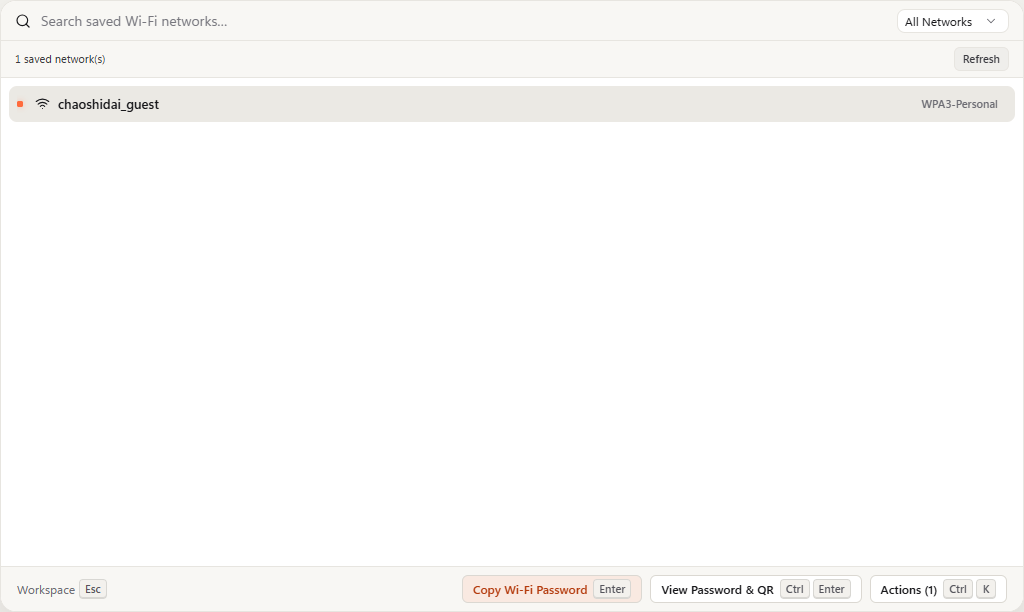 Search saved Wi-Fi networks...
All Networks
1 saved network(s)
Refresh
chaoshidai_guest
WPA3-Personal
Workspace Esc
Copy Wi-Fi Password Enter
View Password & QR Ctrl Enter
Actions (1) Ctrl K